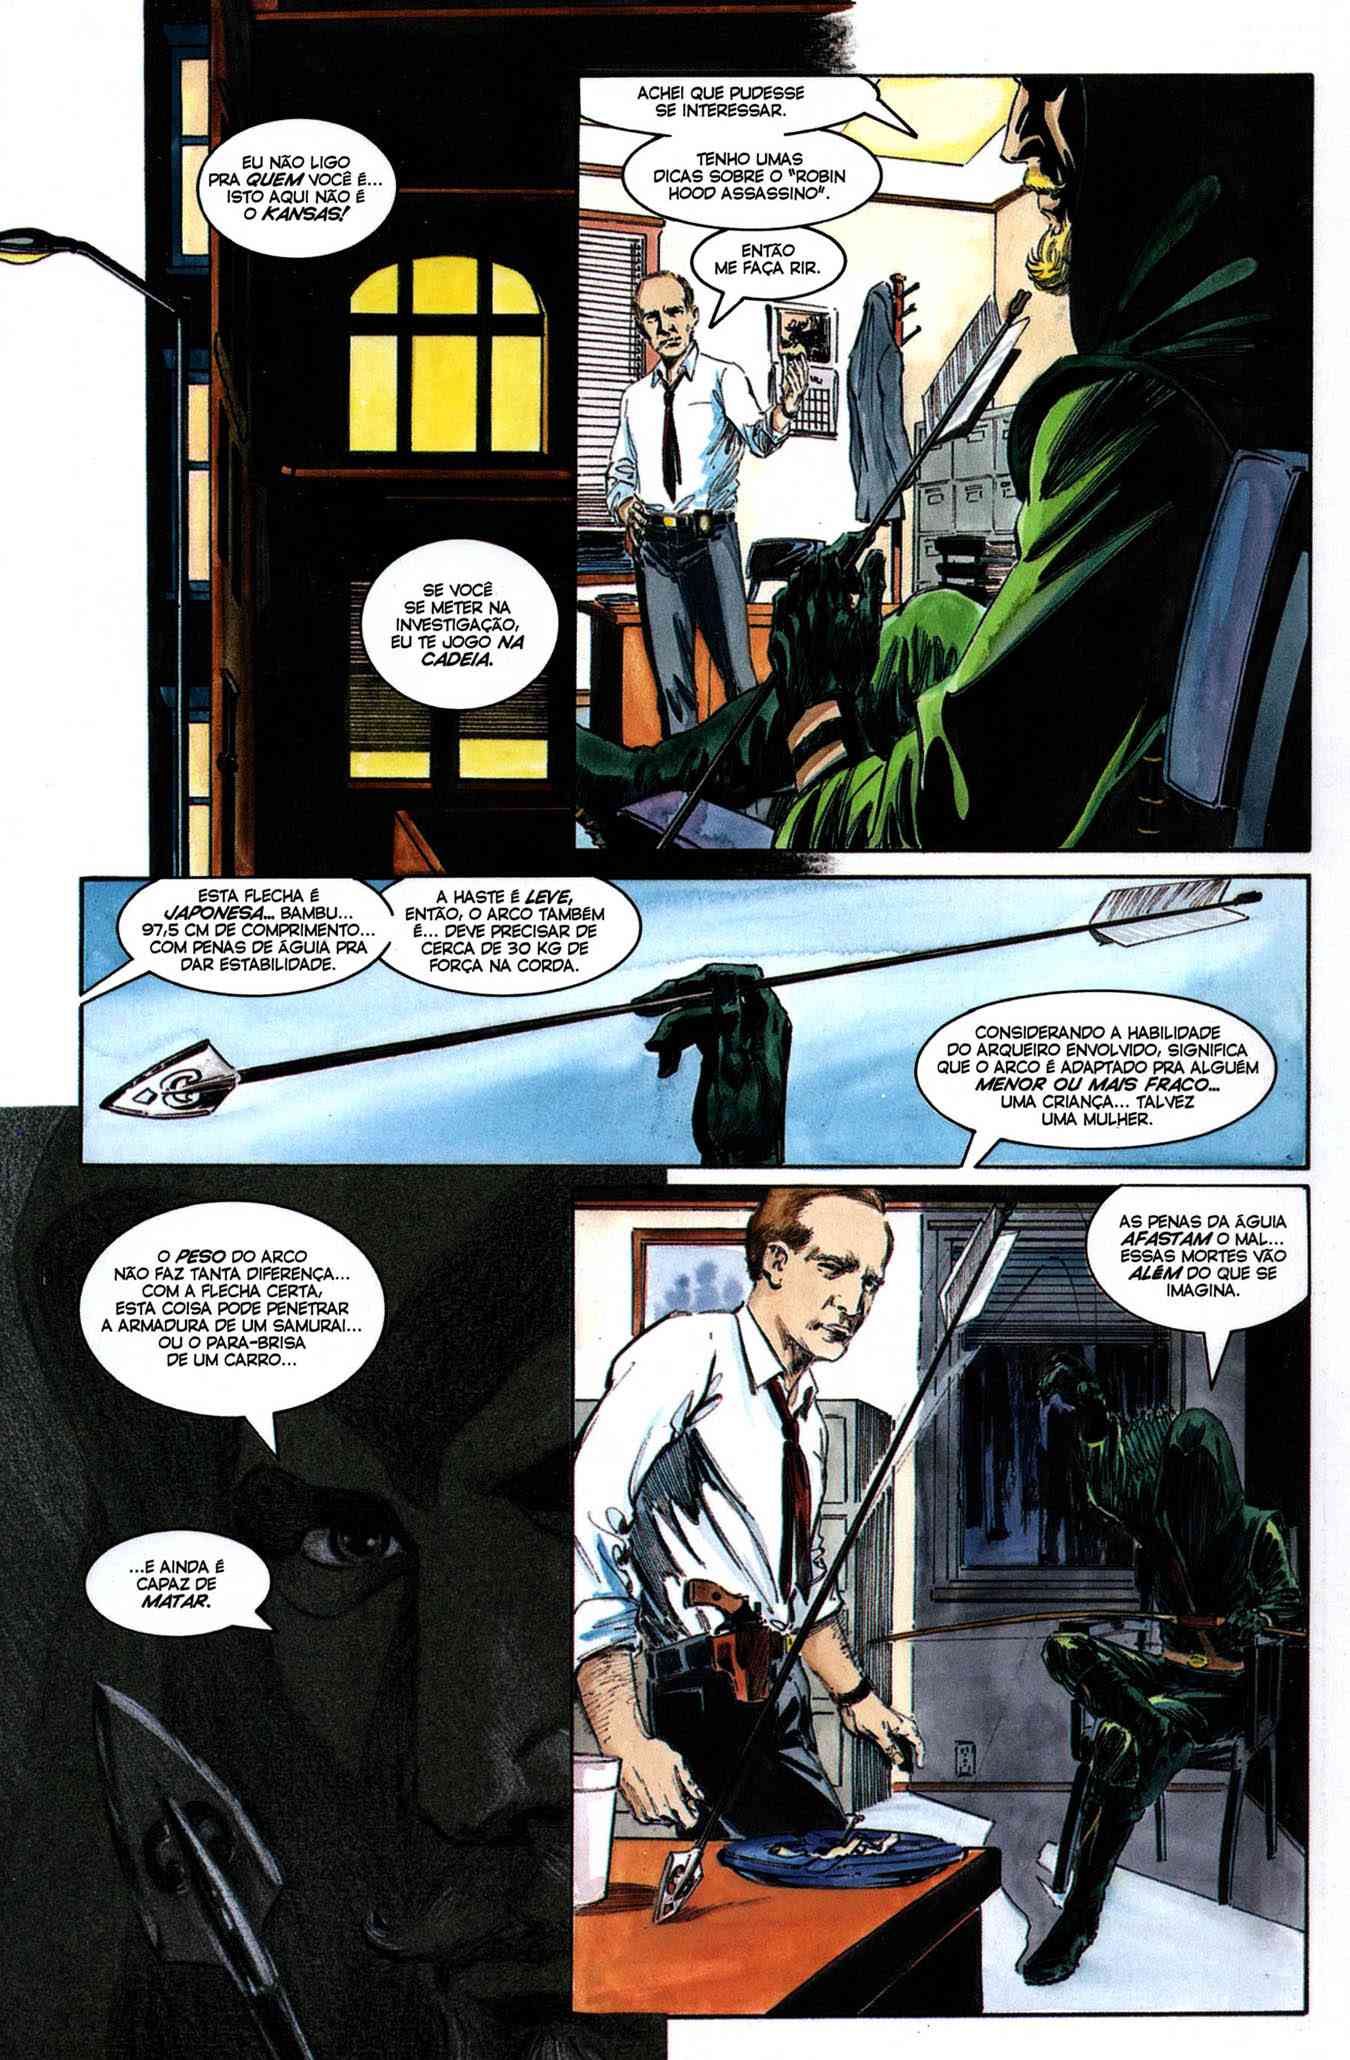 EU NÃO LIGO
PRA QUEM VOCÊ É...
ISTO AQUI NÃO É
O KANSAS!
SE VOCÊ
SE METER NA
INVESTIGAÇÃO,
EU TE JOGO NA
CADEIA.
ACHEI QUE PUDESSE
SE INTERESSAR.
TENHO UMAS
DICAS SOBRE O "ROBIN
HOOD ASSASSINO".
ENTÃO
ME FAÇA RIR.
ESTA FLECHA É
JAPONESA... BAMBU...
97,5 CM DE COMPRIMENTO...
COM PENAS DE ÁGUIA PRA
DAR ESTABILIDADE.
A HASTE É LEVE,
ENTÃO, O ARCO TAMBÉM
É... DEVE PRECISAR DE
CERCA DE 30 KG DE
FORÇA NA CORDA.
CONSIDERANDO A HABILIDADE
DO ARQUEIRO ENVOLVIDO, SIGNIFICA
QUE O ARCO É ADAPTADO PRA ALGUÉM
MENOR OU MAIS FRACO...
UMA CRIANÇA... TALVEZ
UMA MULHER.
O PESO DO ARCO
NÃO FAZ TANTA DIFERENÇA...
COM A FLECHA CERTA,
ESTA COISA PODE PENETRAR
A ARMADURA DE UM SAMURAI...
OU O PARA-BRISA
DE UM CARRO...
...E AINDA É
CAPAZ DE
MATAR.
AS PENAS DA ÁGUIA
AFASTAM O MAL...
ESSAS MORTES VÃO
ALÉM DO QUE SE
IMAGINA.